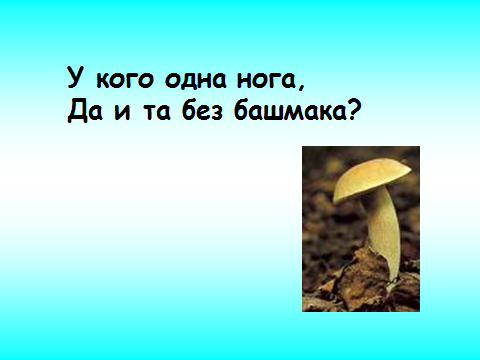 У кого одна нога,
Да и та без башмака?